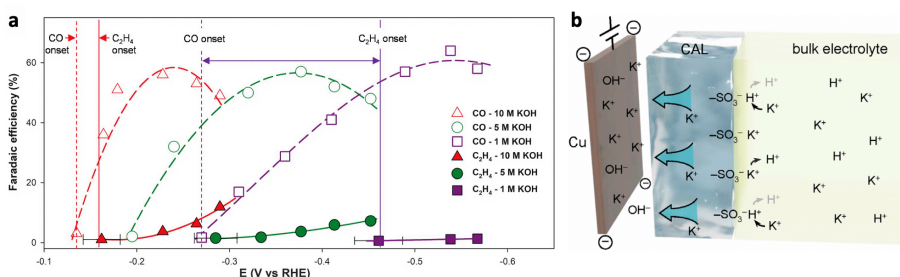 a
CO onset
C₂H₄ onset
CO onset
C₂H₄ onset
Faradaic efficiency (%)
60
40
20
0
CO - 10 M KOH
CO - 5 M KOH
CO - 1 M KOH
C₂H₄ - 10 M KOH
C₂H₄ - 5 M KOH
C₂H₄ - 1 M KOH
-0.1
-0.2
-0.3
-0.4
-0.5
-0.6
E (V vs RHE)
b
CAL
bulk electrolyte
Cu
K⁺
OH⁻
K⁺
K⁺
K⁺
K⁺
K⁺
OH⁻
K⁺
OH⁻
K⁺
K⁺
K⁺
–SO₃⁻ H⁺
H⁺
K⁺
–SO₃⁻ K⁺
–SO₃⁻ K⁺
H⁺
K⁺
–SO₃⁻ H⁺
H⁺
K⁺
H⁺
H⁺
K⁺
K⁺
H⁺
H⁺
K⁺
K⁺
K⁺
H⁺